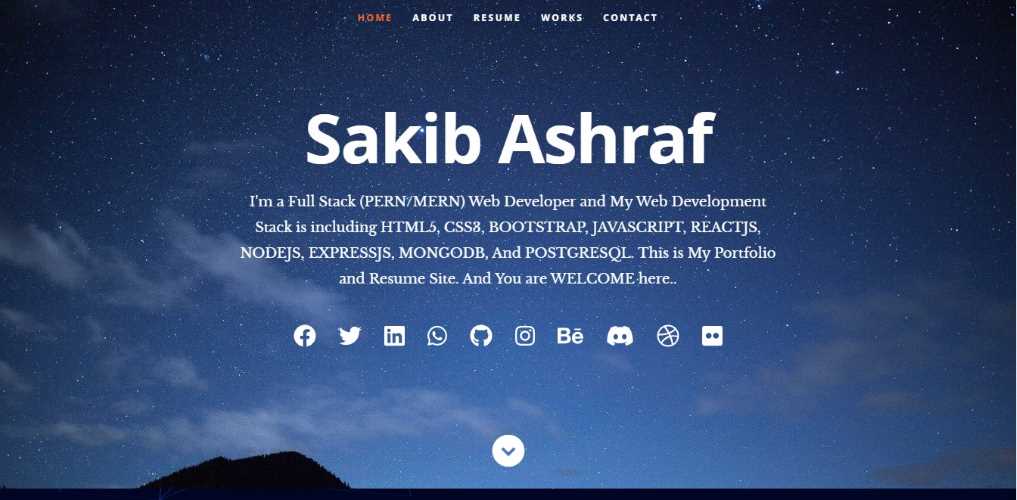 HOME ABOUT RESUME WORKS CONTACT
Sakib Ashraf
I'm a Full Stack (PERN/MERN) Web Developer and My Web Development
Stack is including HTML5, CSS3, BOOTSTRAP, JAVASCRIPT, REACTJS,
NODEJS, EXPRESSJS, MONGODB, And POSTGRESQL. This is My Portfolio
and Resume Site. And You are WELCOME here..
Bē